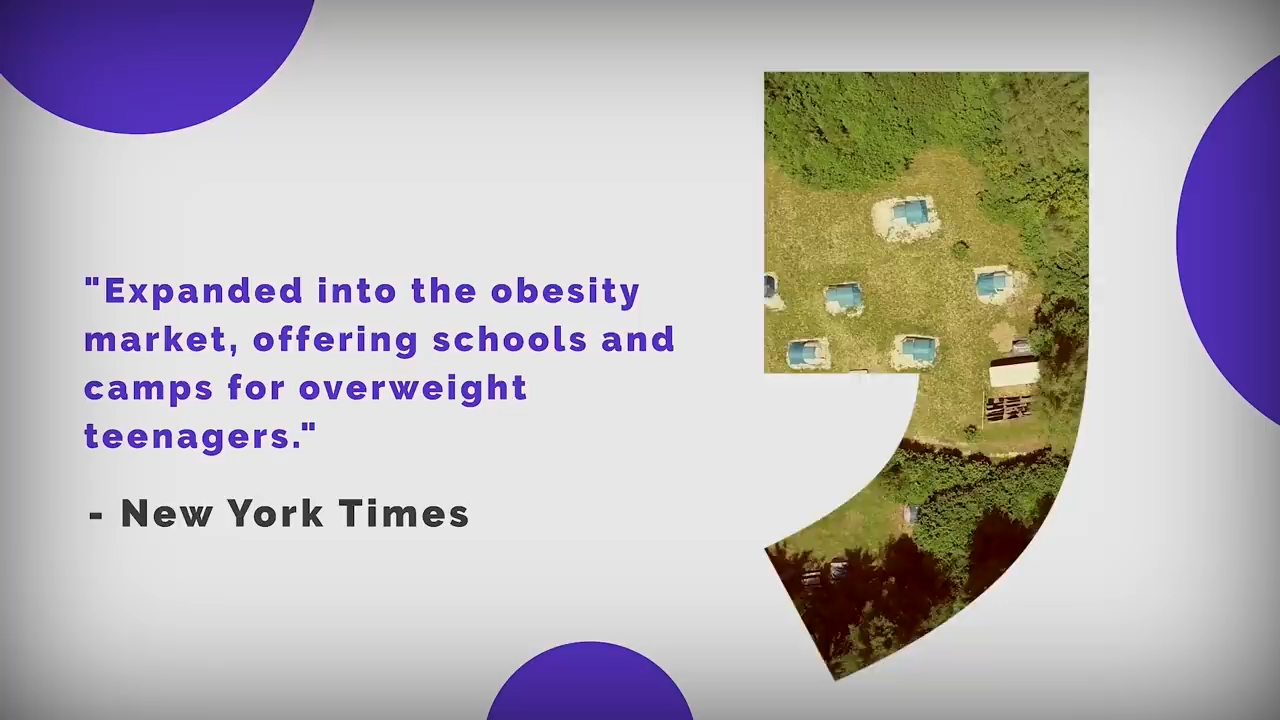 "Expanded into the obesity
market, offering schools and
camps for overweight
teenagers."
- New York Times